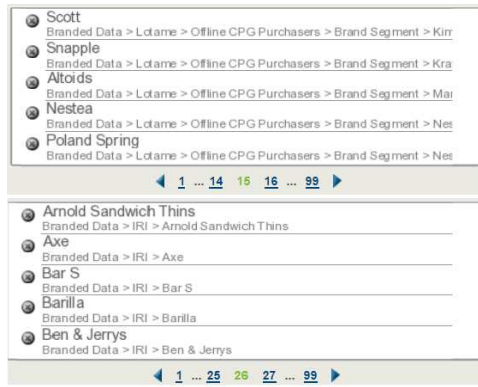 Scott
Branded Data > Lotame > Offline CPG Purchasers > Brand Segment > Kim
Snapple
Branded Data > Lotame > Offline CPG Purchasers > Brand Segment > Kra
Altoids
Branded Data > Lotame > Offline CPG Purchasers > Brand Segment > Mar
Nestea
Branded Data > Lotame > Offline CPG Purchasers > Brand Segment > Nes
Poland Spring
Branded Data > Lotame > Offline CPG Purchasers > Brand Segment > Nes
1 ... 14 15 16 ... 99
Arnold Sandwich Thins
Branded Data > IRI > Arnold Sandwich Thins
Axe
Branded Data > IRI > Axe
Bar S
Branded Data > IRI > Bar S
Barilla
Branded Data > IRI > Barilla
Ben & Jerrys
Branded Data > IRI > Ben & Jerrys
1 ... 25 26 27 ... 99